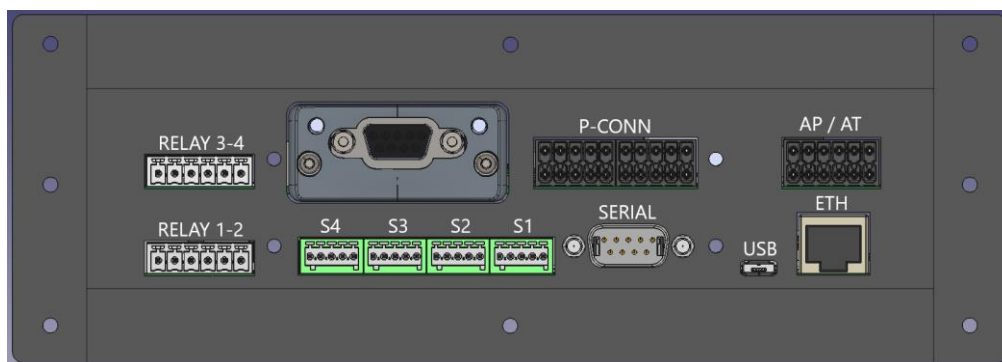 RELAY 3-4
P-CONN
AP / AT
RELAY 1-2
S4
S3
S2
S1
SERIAL
USB
ETH